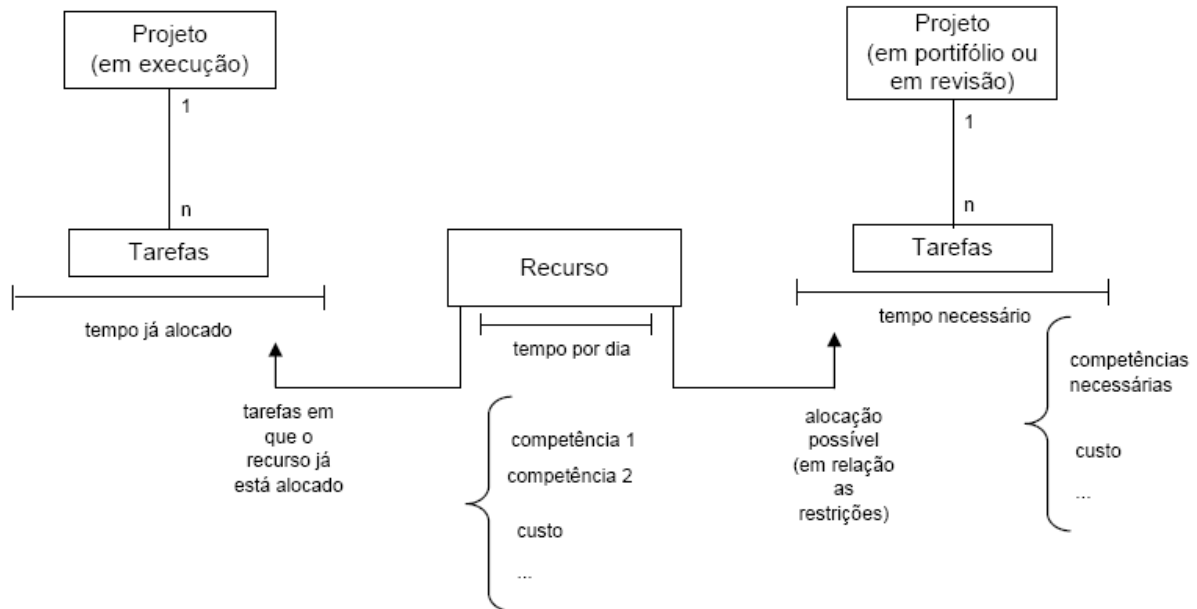 Projeto
(em execução)
1
n
Tarefas
tempo já alocado
tarefas em
que o
recurso já
está alocado
Recurso
tempo por dia
competência 1
competência 2
custo
...
Projeto
(em portifólio ou
em revisão)
1
n
Tarefas
tempo necessário
alocação
possível
(em relação
as
restrições)
competências
necessárias
custo
...